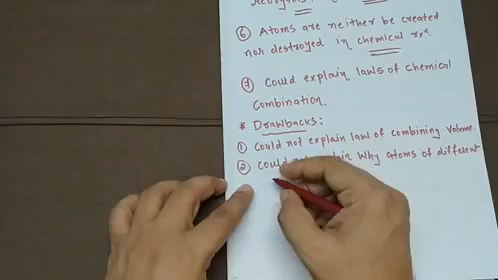 ⑥ Atoms are neither be created
nor destroyed in chemical rxⁿ.
⑦ Could explain laws of chemical
Combination.
* Drawbacks:
① Could not explain law of combining volume.
② Could explain Why atoms of different